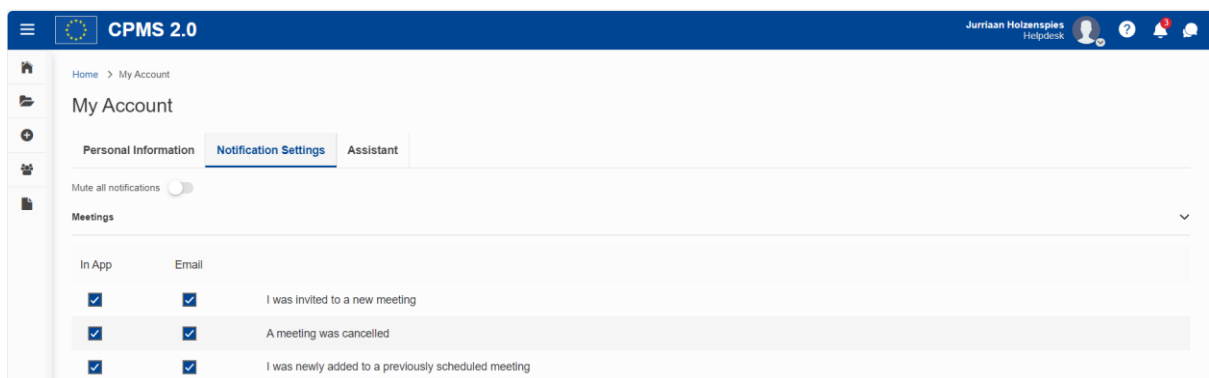 CPMS 2.0
Jurriaan Holzenspies
Helpdesk
3
Home > My Account
My Account
Personal Information Notification Settings Assistant
Mute all notifications
Meetings
In App Email
I was invited to a new meeting
A meeting was cancelled
I was newly added to a previously scheduled meeting